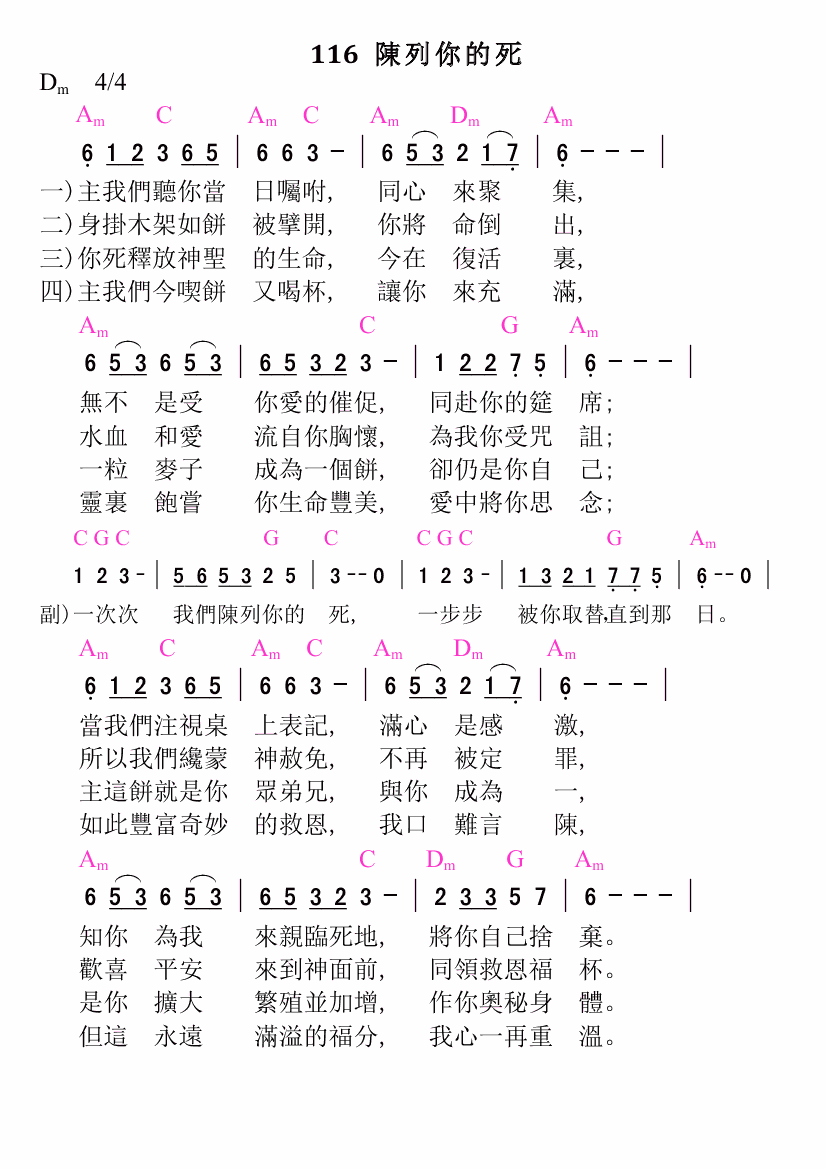 116 陳列你的死
Dm 4/4
Am C Am C Am Dm Am
6̣ 1 2 3 6 5 | 6 6 3 - | 6 5 3 2 1 7̣ | 6̣ - - - |
一)主我們聽你當 日囑咐, 同心 來聚 集,
二)身掛木架如餅 被擘開, 你將 命倒 出,
三)你死釋放神聖 的生命, 今在 復活 裏,
四)主我們今喫餅 又喝杯, 讓你 來充 滿,
Am C G Am
6 5 3 6 5 3 | 6 5 3 2 3 - | 1 2 2 7̣ 5̣ | 6̣ - - - |
無不 是受 你愛的催促, 同赴你的筵 席;
水血 和愛 流自你胸懷, 為我你受咒 詛;
一粒 麥子 成為一個餅, 卻仍是你自 己;
靈裏 飽嘗 你生命豐美, 愛中將你思 念;
C G C G C C G C G Am
1 2 3 - | 5 6 5 3 2 5 | 3 - - 0 | 1 2 3 - | 1 3 2 1 7̣ 7̣ 5̣ | 6̣ - - 0 |
副)一次次 我們陳列你的 死, 一步步 被你取替,直到那 日。
Am C Am C Am Dm Am
6̣ 1 2 3 6 5 | 6 6 3 - | 6 5 3 2 1 7̣ | 6̣ - - - |
當我們注視桌 上表記, 滿心 是感 激,
所以我們纔蒙 神赦免, 不再 被定 罪,
主這餅就是你 眾弟兄, 與你 成為 一,
如此豐富奇妙 的救恩, 我口 難言 陳,
Am C Dm G Am
6 5 3 6 5 3 | 6 5 3 2 3 - | 2 3 3 5 7 | 6 - - - |
知你 為我 來親臨死地, 將你自己捨 棄。
歡喜 平安 來到神面前, 同領救恩福 杯。
是你 擴大 繁殖並加增, 作你奧秘身 體。
但這 永遠 滿溢的福分, 我心一再重 溫。